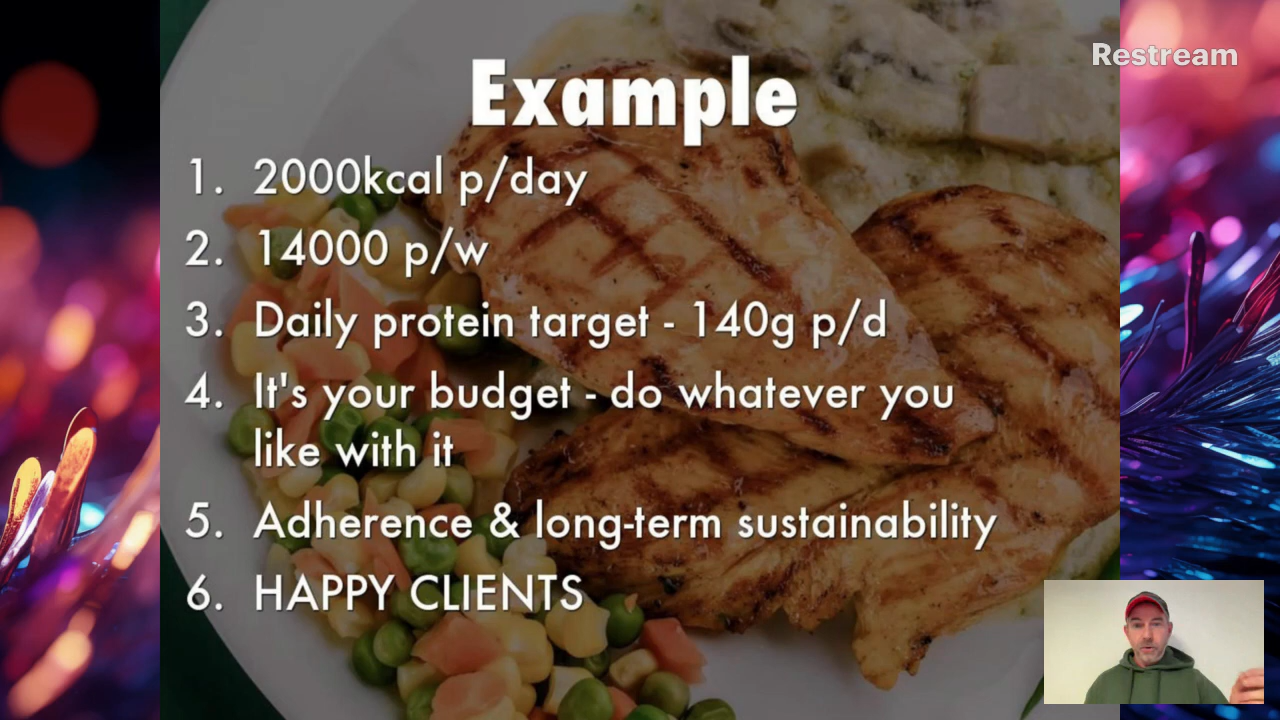 Restream
Example
1. 2000kcal p/day
2. 14000 p/w
3. Daily protein target - 140g p/d
4. It's your budget - do whatever you
like with it
5. Adherence & long-term sustainability
6. HAPPY CLIENTS